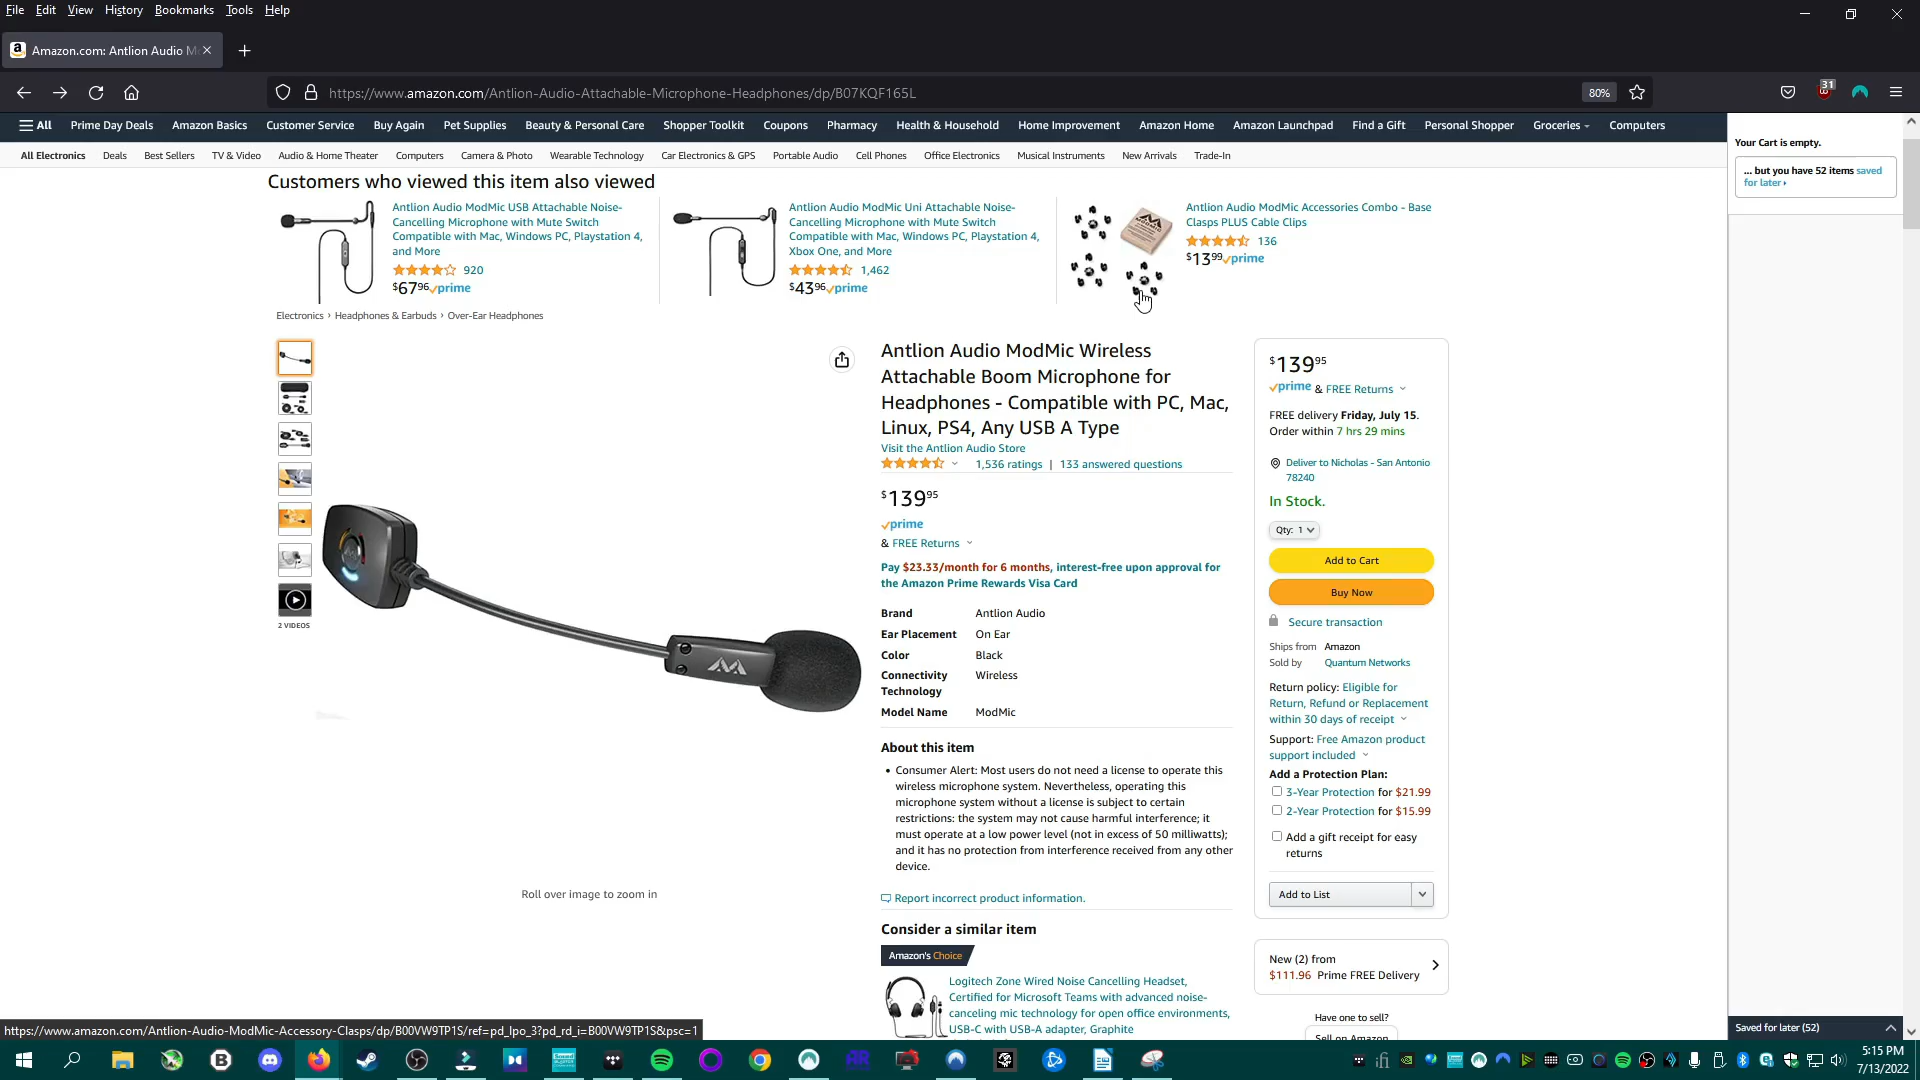 File Edit View History Bookmarks Tools Help
Amazon.com: Antlion Audio M
https://www.amazon.com/Antlion-Audio-Attachable-Microphone-Headphones/dp/B07KQF165L
80%
31
All Prime Day Deals Amazon Basics Customer Service Buy Again Pet Supplies Beauty & Personal Care Shopper Toolkit Coupons Pharmacy Health & Household Home Improvement Amazon Home Amazon Launchpad Find a Gift Personal Shopper Groceries Computers
All Electronics Deals Best Sellers TV & Video Audio & Home Theater Computers Camera & Photo Wearable Technology Car Electronics & GPS Portable Audio Cell Phones Office Electronics Musical Instruments New Arrivals Trade-In
Your Cart is empty.
... but you have 52 items saved
for later
Customers who viewed this item also viewed
Antlion Audio ModMic USB Attachable Noise-
Cancelling Microphone with Mute Switch
Compatible with Mac, Windows PC, Playstation 4,
and More
920
$67.96 prime
Antlion Audio ModMic Uni Attachable Noise-
Cancelling Microphone with Mute Switch
Compatible with Mac, Windows PC, Playstation 4,
Xbox One, and More
1,462
$43.96 prime
Antlion Audio ModMic Accessories Combo - Base
Clasps PLUS Cable Clips
136
$13.99 prime
Electronics › Headphones & Earbuds › Over-Ear Headphones
2 VIDEOS
Roll over image to zoom in
Antlion Audio ModMic Wireless
Attachable Boom Microphone for
Headphones - Compatible with PC, Mac,
Linux, PS4, Any USB A Type
Visit the Antlion Audio Store
1,536 ratings | 133 answered questions
$139.95
prime
& FREE Returns
Pay $23.33/month for 6 months, interest-free upon approval for
the Amazon Prime Rewards Visa Card
Brand Antlion Audio
Ear Placement On Ear
Color Black
Connectivity Wireless
Technology
Model Name ModMic
About this item
• Consumer Alert: Most users do not need a license to operate this
wireless microphone system. Nevertheless, operating this
microphone system without a license is subject to certain
restrictions: the system may not cause harmful interference; it
must operate at a low power level (not in excess of 50 milliwatts);
and it has no protection from interference received from any other
device.
Report incorrect product information.
Consider a similar item
Amazon's Choice
Logitech Zone Wired Noise Cancelling Headset,
Certified for Microsoft Teams with advanced noise-
canceling mic technology for open office environments,
USB-C with USB-A adapter, Graphite
$139.95
prime & FREE Returns
FREE delivery Friday, July 15.
Order within 7 hrs 29 mins
Deliver to Nicholas - San Antonio
78240
In Stock.
Qty: 1
Add to Cart
Buy Now
Secure transaction
Ships from Amazon
Sold by Quantum Networks
Return policy: Eligible for
Return, Refund or Replacement
within 30 days of receipt
Support: Free Amazon product
support included
Add a Protection Plan:
3-Year Protection for $21.99
2-Year Protection for $15.99
Add a gift receipt for easy
returns
Add to List
New (2) from
$111.96 Prime FREE Delivery
Have one to sell?
Sell on Amazon
https://www.amazon.com/Antlion-Audio-ModMic-Accessory-Clasps/dp/B00VW9TP1S/ref=pd_lpo_3?pd_rd_i=B00VW9TP1S&psc=1
Saved for later (52)
5:15 PM
7/13/2022